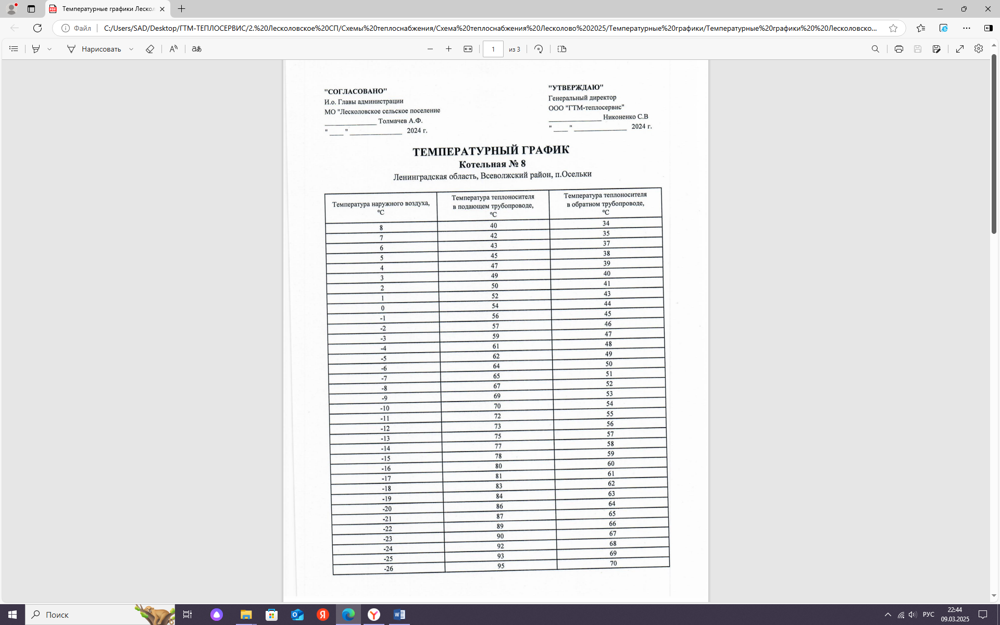 Температурные графики Лескол
Файл
C:/Users/SAD/Desktop/ГТМ-ТЕПЛОСЕРВИС/2.%20Лесколовское%20СП/Схемы%20теплоснабжения/Схема%20теплоснабжения%20Лесколово%202025/Температурные%20графики/Температурные%20графики%20%20Лесколовско...
Нарисовать
1 из 3
"СОГЛАСОВАНО"
И.о. Главы администрации
МО "Лесколовское сельское поселение
_______________ Толмачев А.Ф.
" ____ " _______________ 2024 г.
"УТВЕРЖДАЮ"
Генеральный директор
ООО "ГТМ-теплосервис"
_______________ Никоненко С.В
" ____ " _______________ 2024 г.
ТЕМПЕРАТУРНЫЙ ГРАФИК
Котельная № 8
Ленинградская область, Всеволжский район, п.Осельки
Температура наружного воздуха,
ºС
Температура теплоносителя
в подающем трубопроводе,
ºС
Температура теплоносителя
в обратном трубопроводе,
ºС
8 40 34
7 42 35
6 43 37
5 45 38
4 47 39
3 49 40
2 50 41
1 52 43
0 54 44
-1 56 45
-2 57 46
-3 59 47
-4 61 48
-5 62 49
-6 64 50
-7 65 51
-8 67 52
-9 69 53
-10 70 54
-11 72 55
-12 73 56
-13 75 57
-14 77 58
-15 78 59
-16 80 60
-17 81 61
-18 83 62
-19 84 63
-20 86 64
-21 87 65
-22 89 66
-23 90 67
-24 92 68
-25 93 69
-26 95 70
Поиск
РУС
22:44
09.03.2025